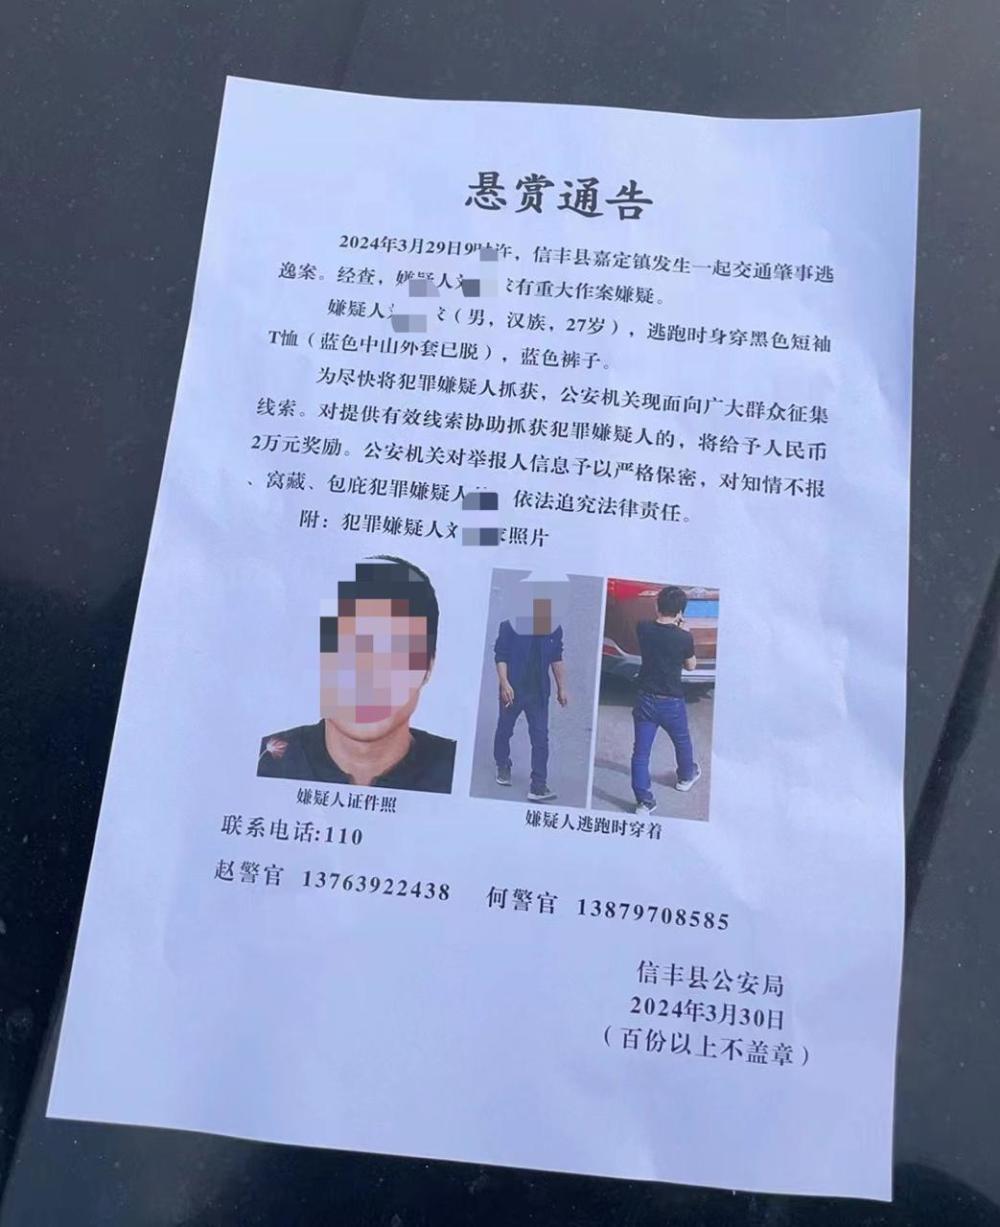 悬赏通告
2024年3月29日9时许，信丰县嘉定镇发生一起交通肇事逃
逸案。经查，嫌疑人刘 有重大作案嫌疑。
嫌疑人 （男，汉族，27岁），逃跑时身穿黑色短袖
T恤（蓝色中山外套已脱），蓝色裤子。
为尽快将犯罪嫌疑人抓获，公安机关现面向广大群众征集
线索。对提供有效线索协助抓获犯罪嫌疑人的，将给予人民币
2万元奖励。公安机关对举报人信息予以严格保密，对知情不报
、窝藏、包庇犯罪嫌疑人 依法追究法律责任。
附：犯罪嫌疑人刘 照片
嫌疑人证件照
嫌疑人逃跑时穿着
联系电话:110
赵警官 13763922438 何警官 13879708585
信丰县公安局
2024年3月30日
（百份以上不盖章）